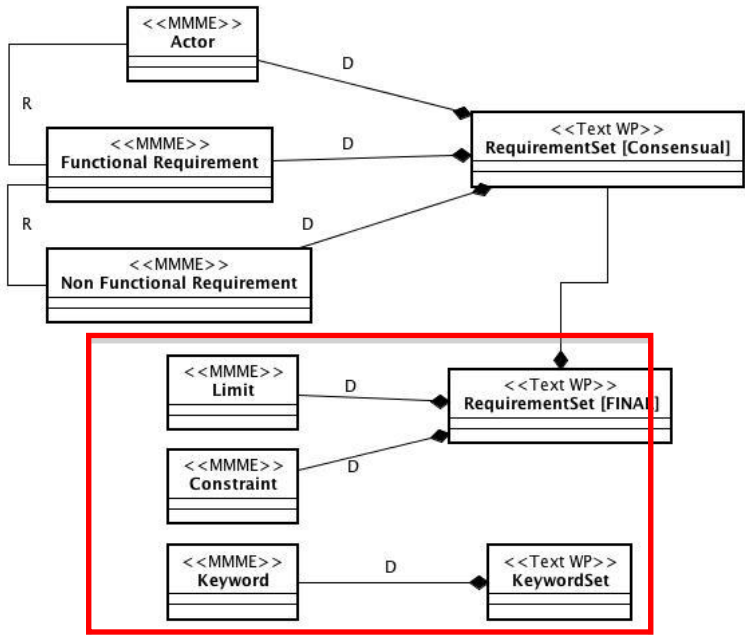 <<MMME>>
Actor
D
R
<<Text WP>>
RequirementSet [Consensual]
<<MMME>>
Functional Requirement
D
R
D
<<MMME>>
Non Functional Requirement
<<MMME>>
Limit
D
<<Text WP>>
RequirementSet [FINAL]
<<MMME>>
Constraint
D
<<MMME>>
Keyword
D
<<Text WP>>
KeywordSet